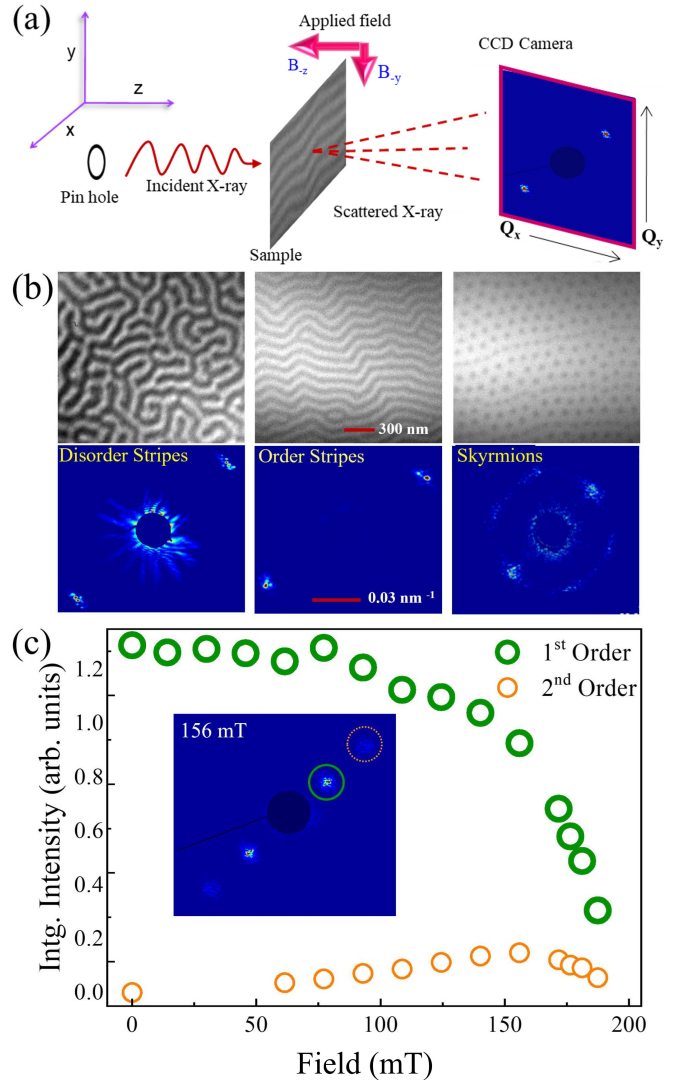 (a)
Applied field
B-z
B-y
CCD Camera
y
z
x
Pin hole
Incident X-ray
Scattered X-ray
Sample
Qx
Qy
(b)
300 nm
Disorder Stripes
Order Stripes
Skyrmions
0.03 nm -1
(c)
1st Order
2nd Order
156 mT
Intg. Intensity (arb. units)
1.2
1.0
0.8
0.4
0.2
0.0
0
50
100
150
200
Field (mT)